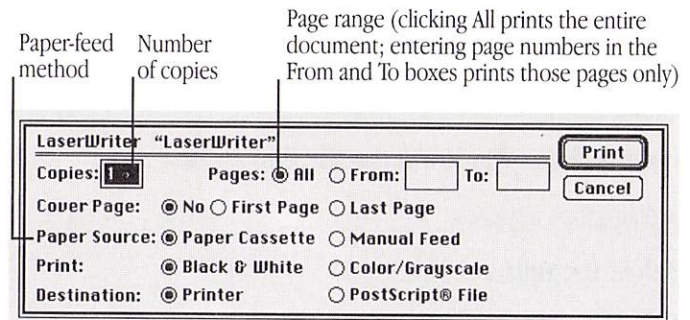 Paper-feed method
Number of copies
Page range (clicking All prints the entire
document; entering page numbers in the
From and To boxes prints those pages only)
LaserWriter "LaserWriter" Print
Copies: 1 Pages: All From: To: Cancel
Cover Page: No First Page Last Page
Paper Source: Paper Cassette Manual Feed
Print: Black & White Color/Grayscale
Destination: Printer PostScript® File